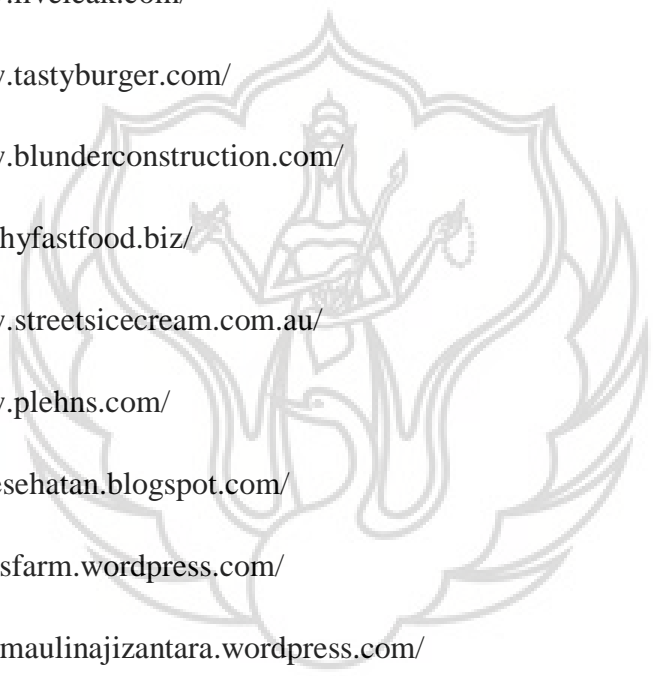 w.liveleak.com/
w.tastyburger.com/
w.blunderconstruction.com/
hyfastfood.biz/
w.streetsicecream.com.au/
w.plehns.com/
esehatan.blogspot.com/
sfarm.wordpress.com/
maulinajizantara.wordpress.com/